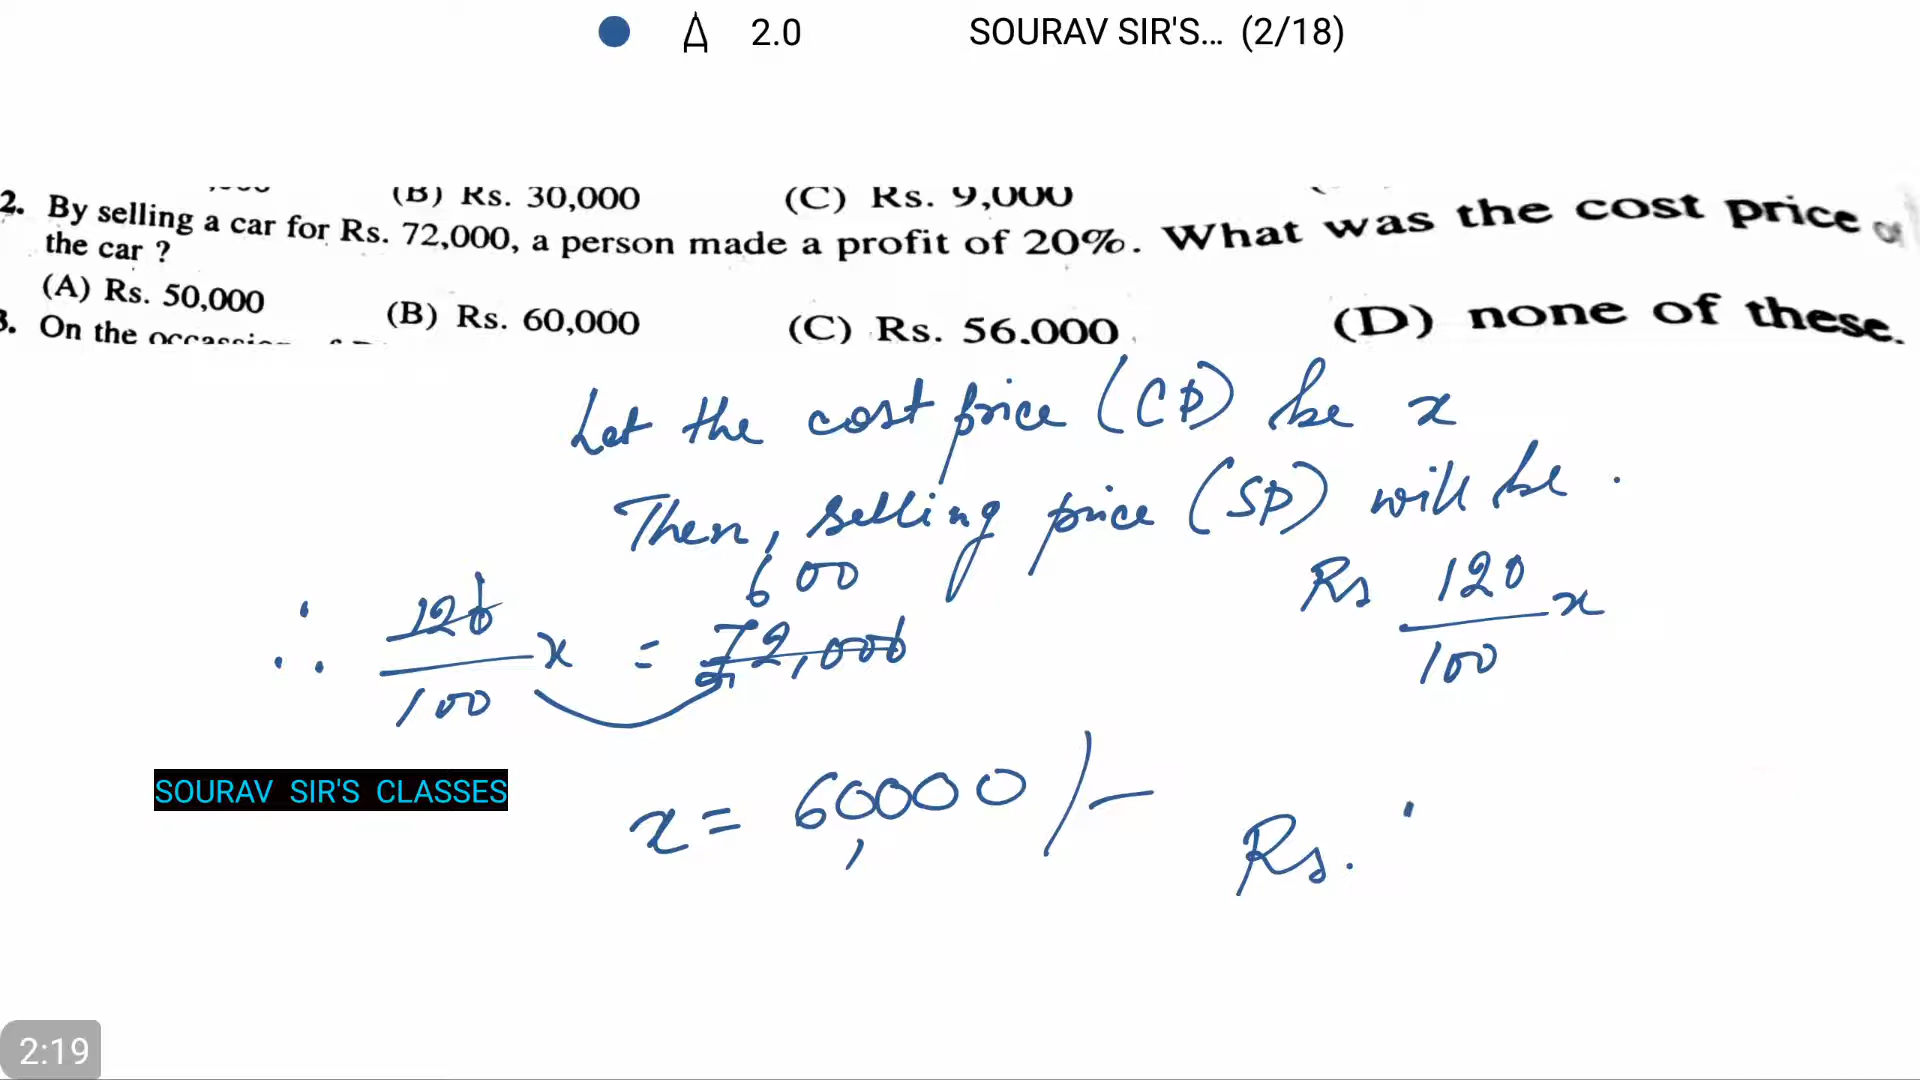 A 2.0 SOURAV SIR'S... (2/18)
(B) Rs. 30,000 (C) Rs. 9,000
2. By selling a car for Rs. 72,000, a person made a profit of 20%. What was the cost price of
the car ?
(A) Rs. 50,000 (B) Rs. 60,000 (C) Rs. 56,000 (D) none of these.
3. On the occassion
Let the cost price (CP) be x
Then, selling price (SP) will be
Rs 120/100 x
∴ 120/100 x = 72,000
600
x = 60,000/-
Rs.
SOURAV SIR'S CLASSES
2:19